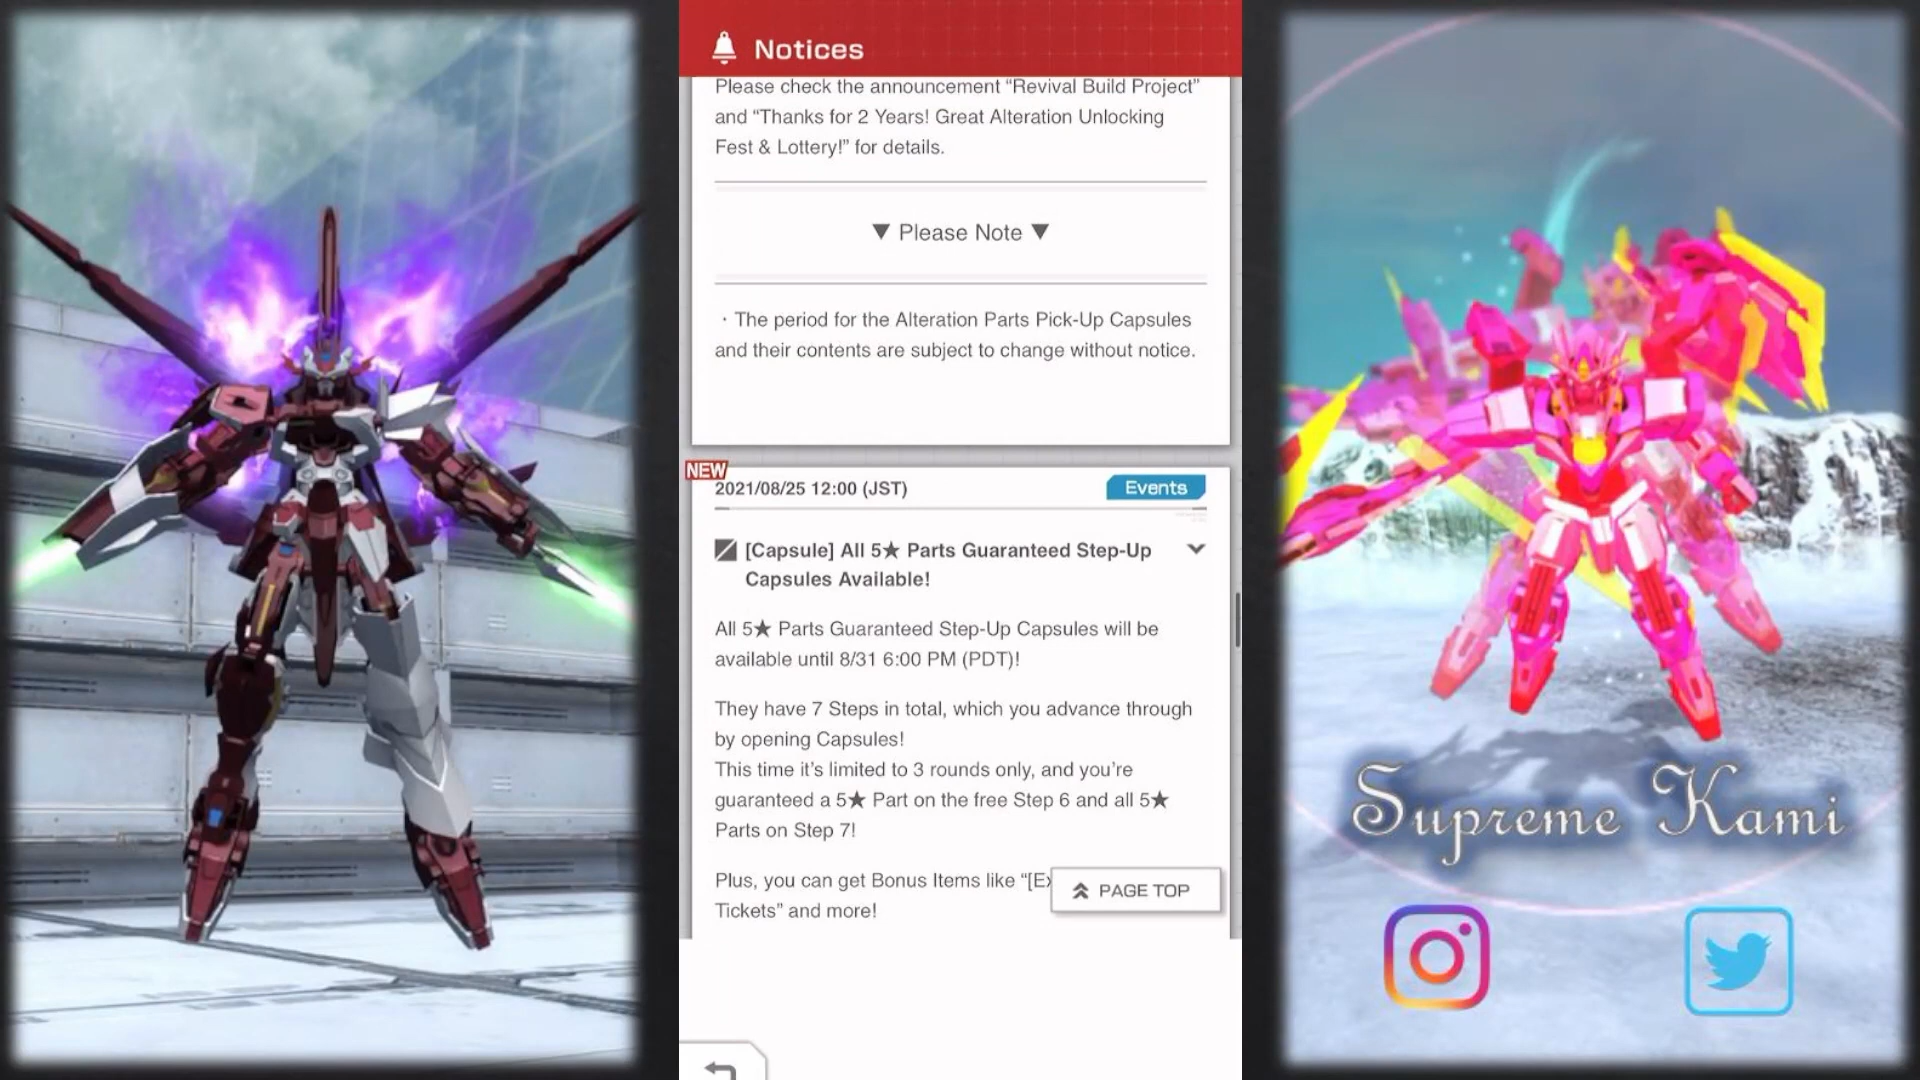 Notices
Please check the announcement “Revival Build Project”
and “Thanks for 2 Years! Great Alteration Unlocking
Fest & Lottery!” for details.
▼ Please Note ▼
・The period for the Alteration Parts Pick-Up Capsules
and their contents are subject to change without notice.
NEW
2021/08/25 12:00 (JST)
Events
[Capsule] All 5★ Parts Guaranteed Step-Up
Capsules Available!
All 5★ Parts Guaranteed Step-Up Capsules will be
available until 8/31 6:00 PM (PDT)!
They have 7 Steps in total, which you advance through
by opening Capsules!
This time it’s limited to 3 rounds only, and you’re
guaranteed a 5★ Part on the free Step 6 and all 5★
Parts on Step 7!
Plus, you can get Bonus Items like “[Ex
Tickets” and more!
PAGE TOP
Supreme Kami